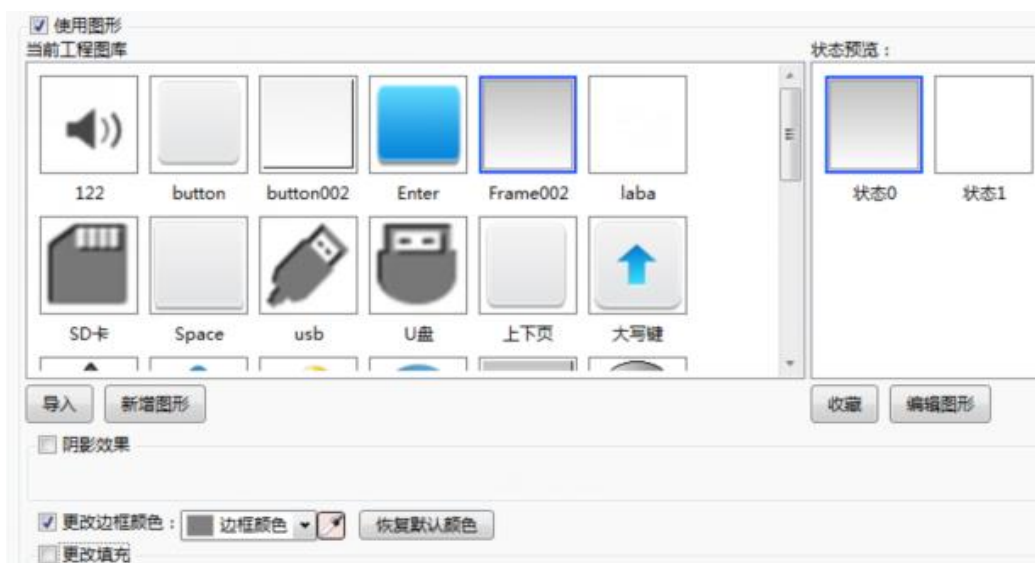 使用图形
当前工程图库
状态预览：
122 button button002 Enter Frame002 laba
状态0 状态1
SD卡 Space usb U盘 上下页 大写键
导入 新增图形
收藏 编辑图形
阴影效果
更改边框颜色： 边框颜色 恢复默认颜色
更改填充